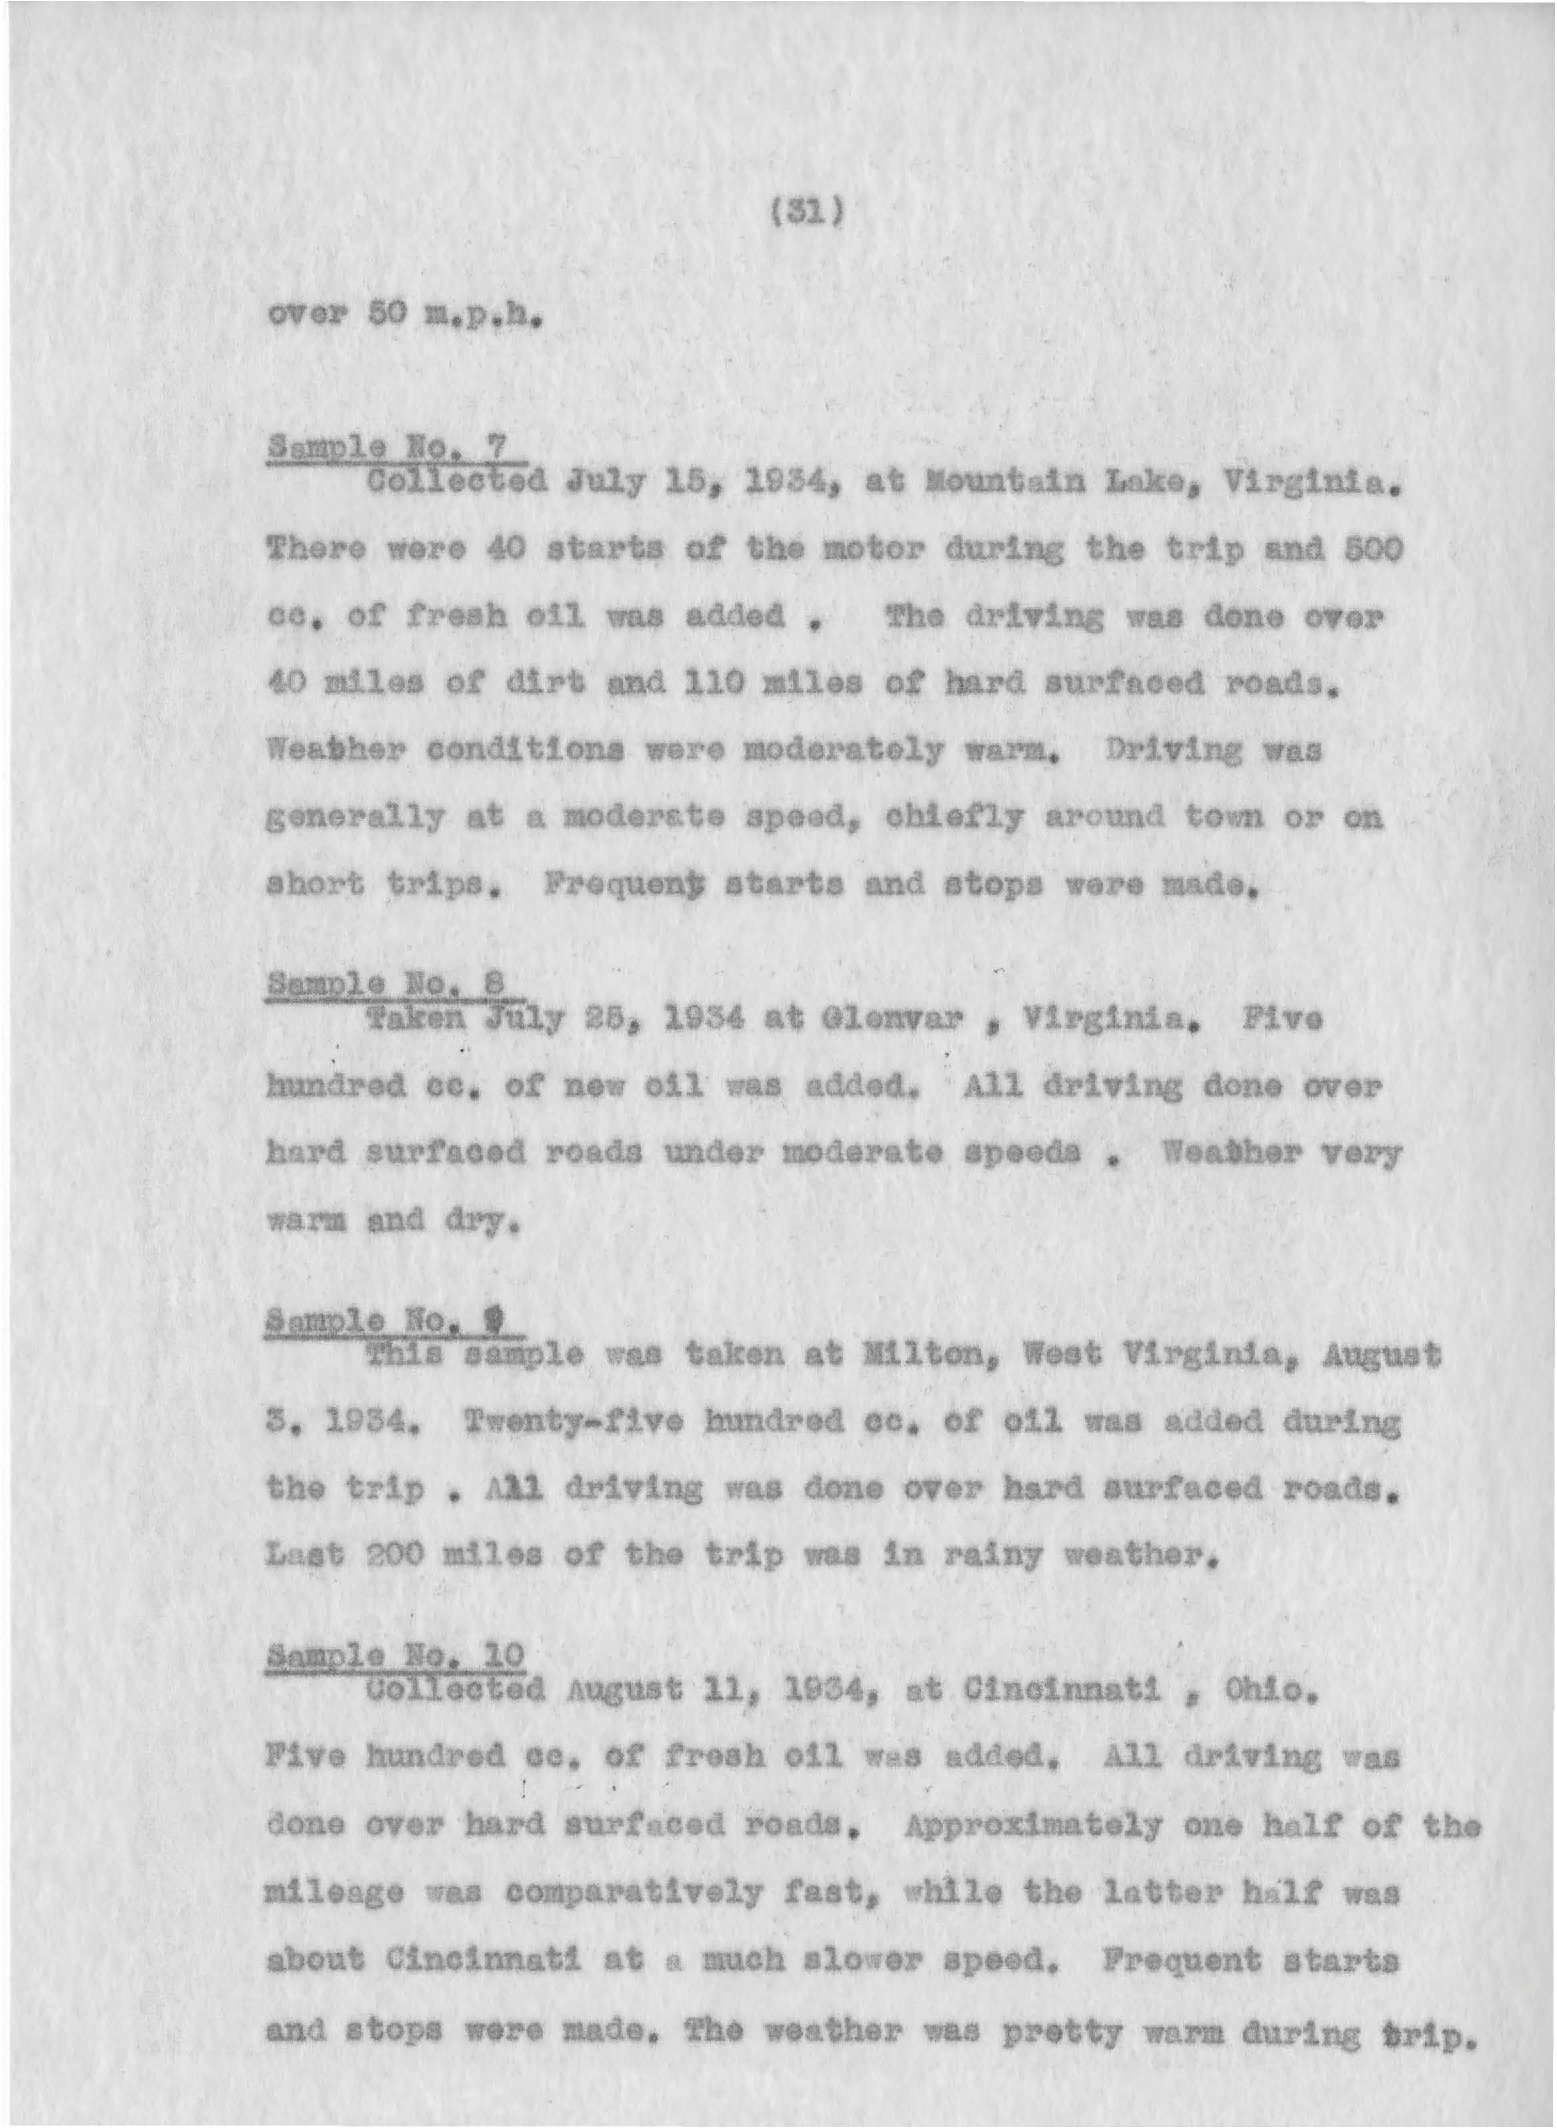 (31)
over 50 m.p.h.
Sample No. 7
Collected July 15, 1934, at Mountain Lake, Virginia.
There were 40 starts of the motor during the trip and 500
cc. of fresh oil was added .   The driving was done over
40 miles of dirt and 110 miles of hard surfaced roads.
Weather conditions were moderately warm.  Driving was
generally at a moderate speed, chiefly around town or on
short trips.  Frequent starts and stops were made.
Sample No. 8
Taken July 25, 1934 at Glenvar , Virginia.  Five
hundred cc. of new oil was added.  All driving done over
hard surfaced roads under moderate speeds .  Weather very
warm and dry.
Sample No. 9
This sample was taken at Milton, West Virginia, August
3. 1934.  Twenty-five hundred cc. of oil was added during
the trip . All driving was done over hard surfaced roads.
Last 200 miles of the trip was in rainy weather.
Sample No. 10
Collected August 11, 1934, at Cincinnati , Ohio.
Five hundred cc. of fresh oil was added.  All driving was
done over hard surfaced roads.  Approximately one half of the
mileage was comparatively fast, while the latter half was
about Cincinnati at a much slower speed.  Frequent starts
and stops were made. The weather was pretty warm during trip.